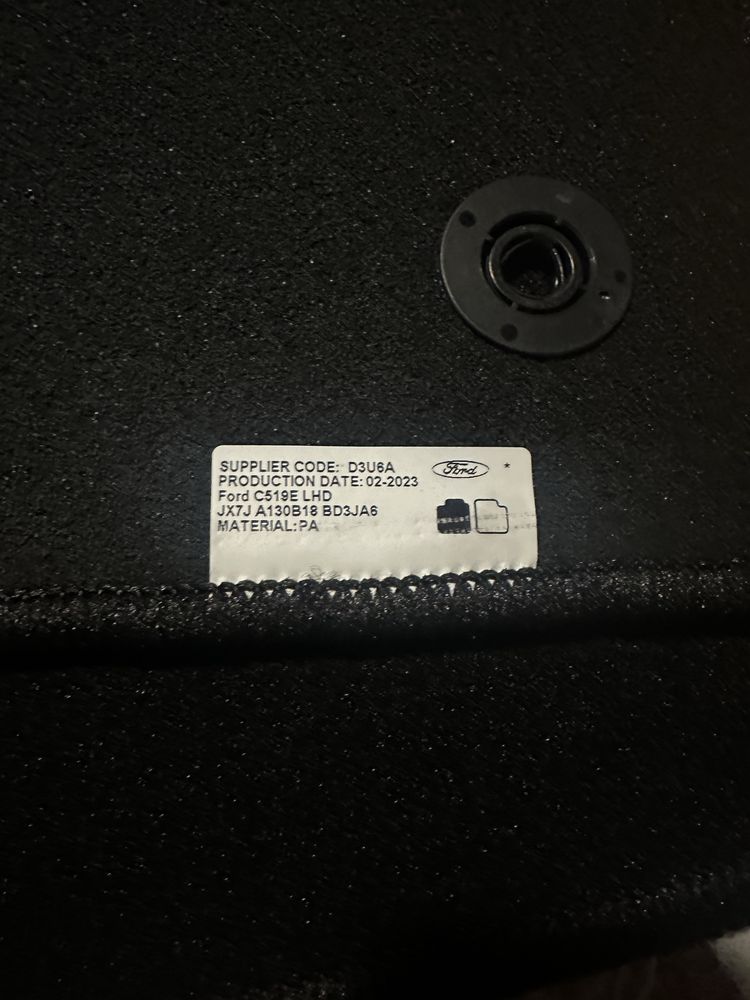 SUPPLIER CODE: D3U6A
Ford *
PRODUCTION DATE: 02-2023
Ford C519E LHD
JX7J A130B18 BD3JA6
MATERIAL:PA